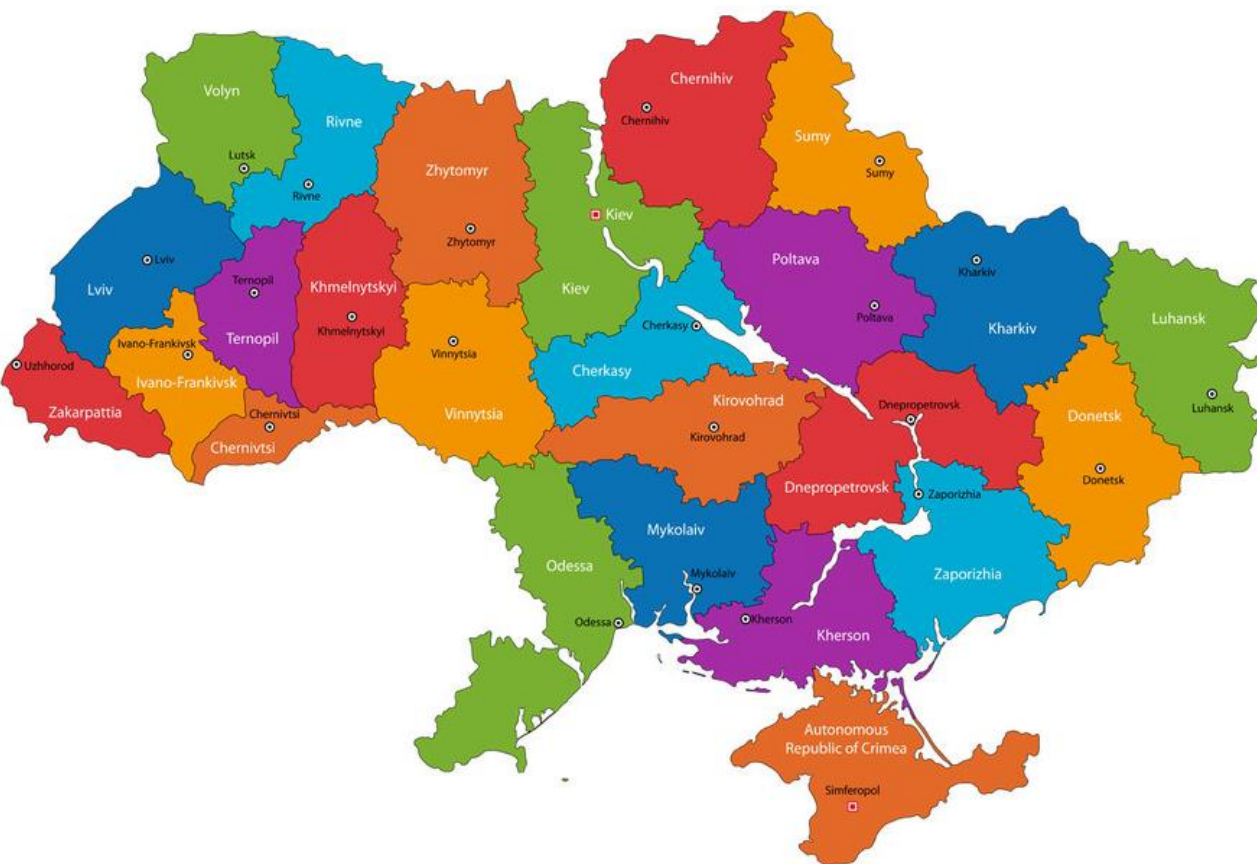 Chernihiv
Volyn
Chernihiv
Rivne
Sumy
Lutsk
Zhytomyr
Sumy
Rivne
Kiev
Zhytomyr
Lviv
Poltava
Kharkiv
Ternopil
Lviv
Khmelnytskyi
Kiev
Luhansk
Poltava
Cherkasy
Kharkiv
Khmelnytskyi
Ternopil
Ivano-Frankivsk
Vinnytsia
Uzhhorod
Cherkasy
Ivano-Frankivsk
Kirovohrad
Dnepropetrovsk
Luhansk
Zakarpattia
Chernivtsi
Vinnytsia
Donetsk
Kirovohrad
Chernivtsi
Donetsk
Dnepropetrovsk
Zaporizhia
Mykolaiv
Odessa
Mykolaiv
Zaporizhia
Odessa
Kherson
Kherson
Autonomous
Republic of Crimea
Simferopol